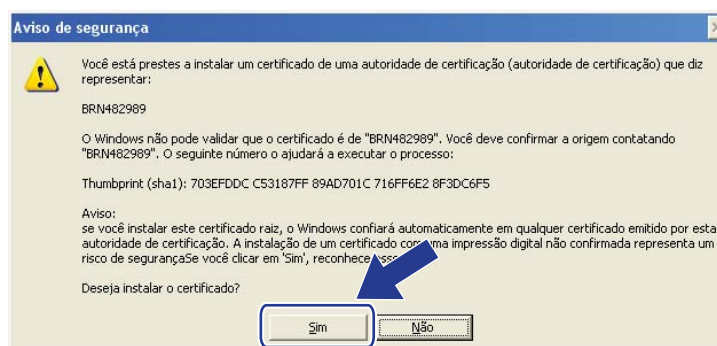 Aviso de segurança
Você está prestes a instalar um certificado de uma autoridade de certificação (autoridade de certificação) que diz
representar:
BRN482989
O Windows não pode validar que o certificado é de "BRN482989". Você deve confirmar a origem contatando
"BRN482989". O seguinte número o ajudará a executar o processo:
Thumbprint (sha1): 703EFDDC C53187FF 89AD701C 716FF6E2 8F3DC6F5
Aviso:
se você instalar este certificado raiz, o Windows confiará automaticamente em qualquer certificado emitido por esta
autoridade de certificação. A instalação de um certificado com uma impressão digital não confirmada representa um
risco de segurançaSe você clicar em 'Sim', reconhece
Deseja instalar o certificado?
Sim Não